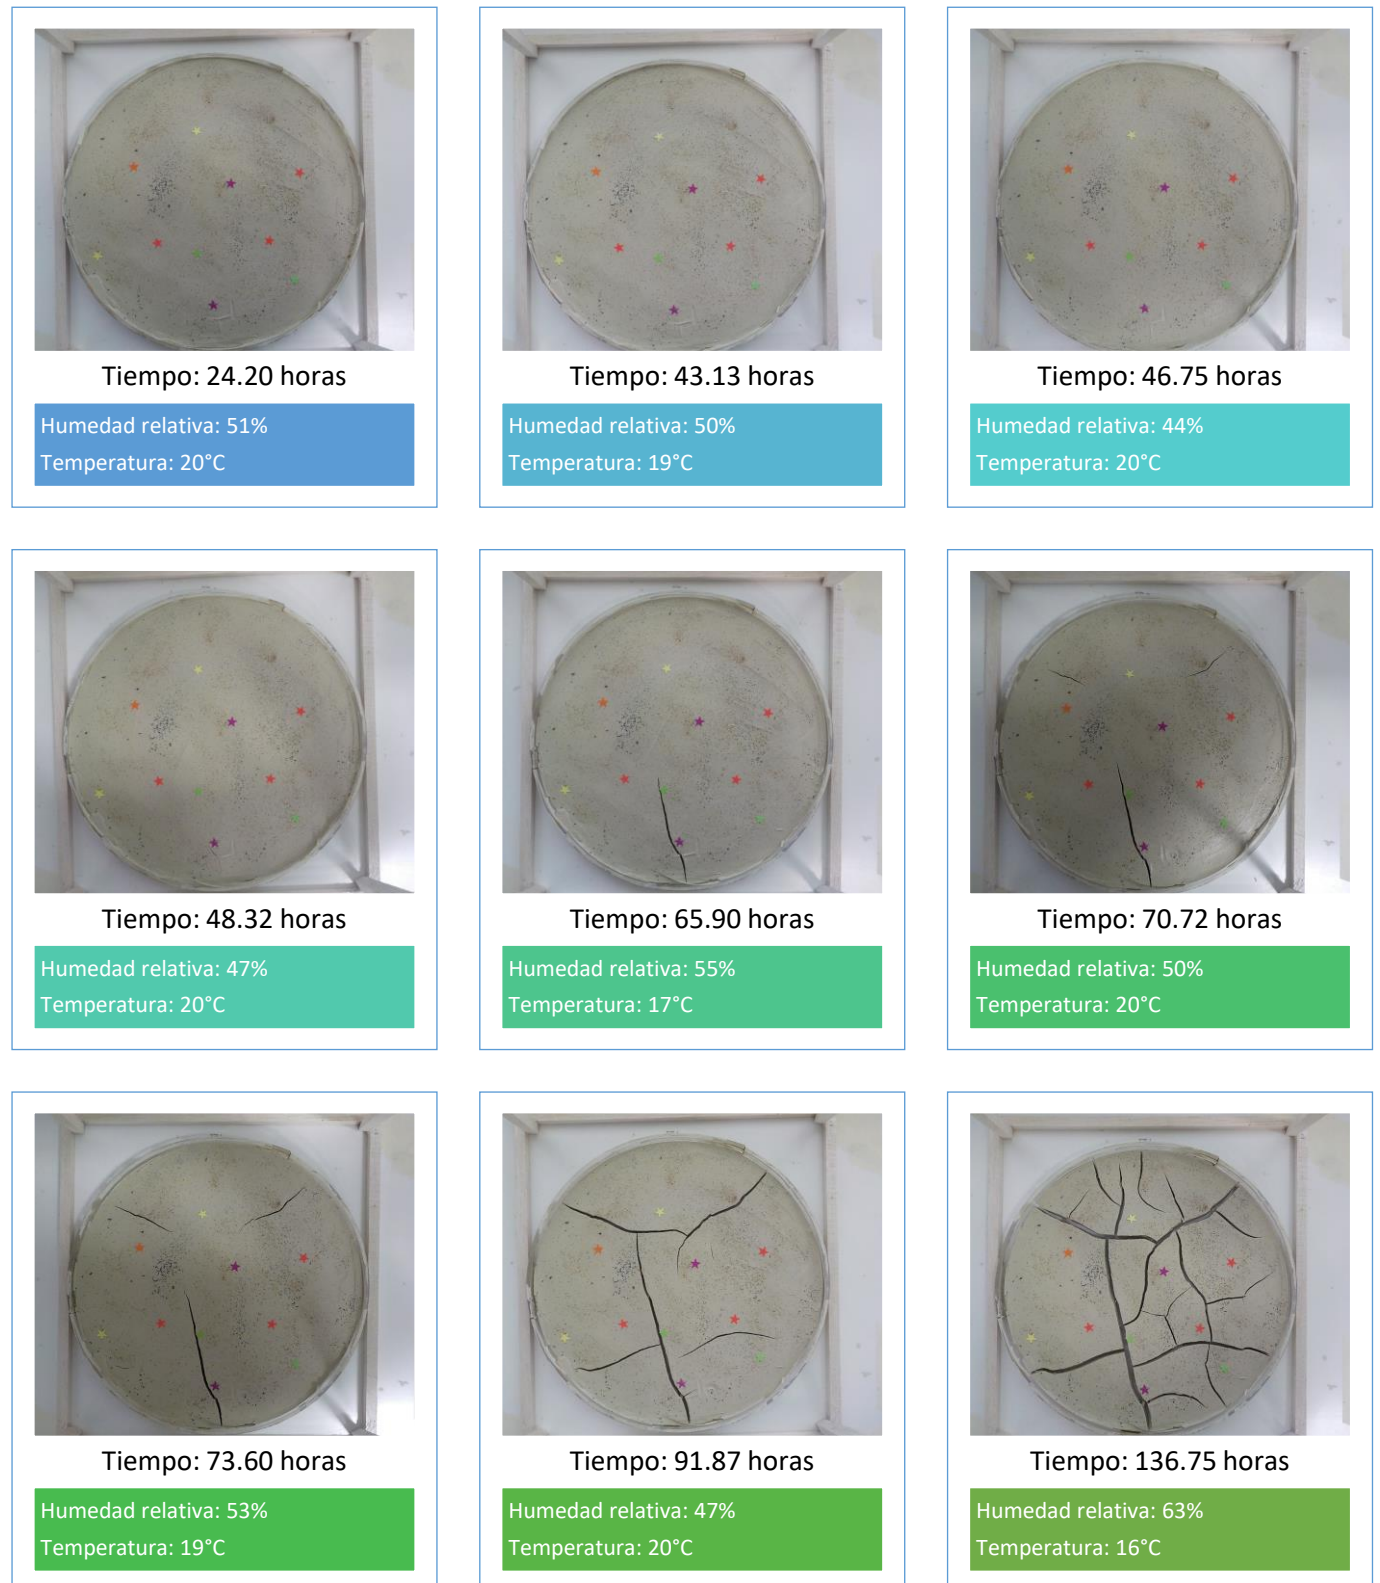 Tiempo: 24.20 horas
Humedad relativa: 51%
Temperatura: 20°C
Tiempo: 43.13 horas
Humedad relativa: 50%
Temperatura: 19°C
Tiempo: 46.75 horas
Humedad relativa: 44%
Temperatura: 20°C
Tiempo: 48.32 horas
Humedad relativa: 47%
Temperatura: 20°C
Tiempo: 65.90 horas
Humedad relativa: 55%
Temperatura: 17°C
Tiempo: 70.72 horas
Humedad relativa: 50%
Temperatura: 20°C
Tiempo: 73.60 horas
Humedad relativa: 53%
Temperatura: 19°C
Tiempo: 91.87 horas
Humedad relativa: 47%
Temperatura: 20°C
Tiempo: 136.75 horas
Humedad relativa: 63%
Temperatura: 16°C